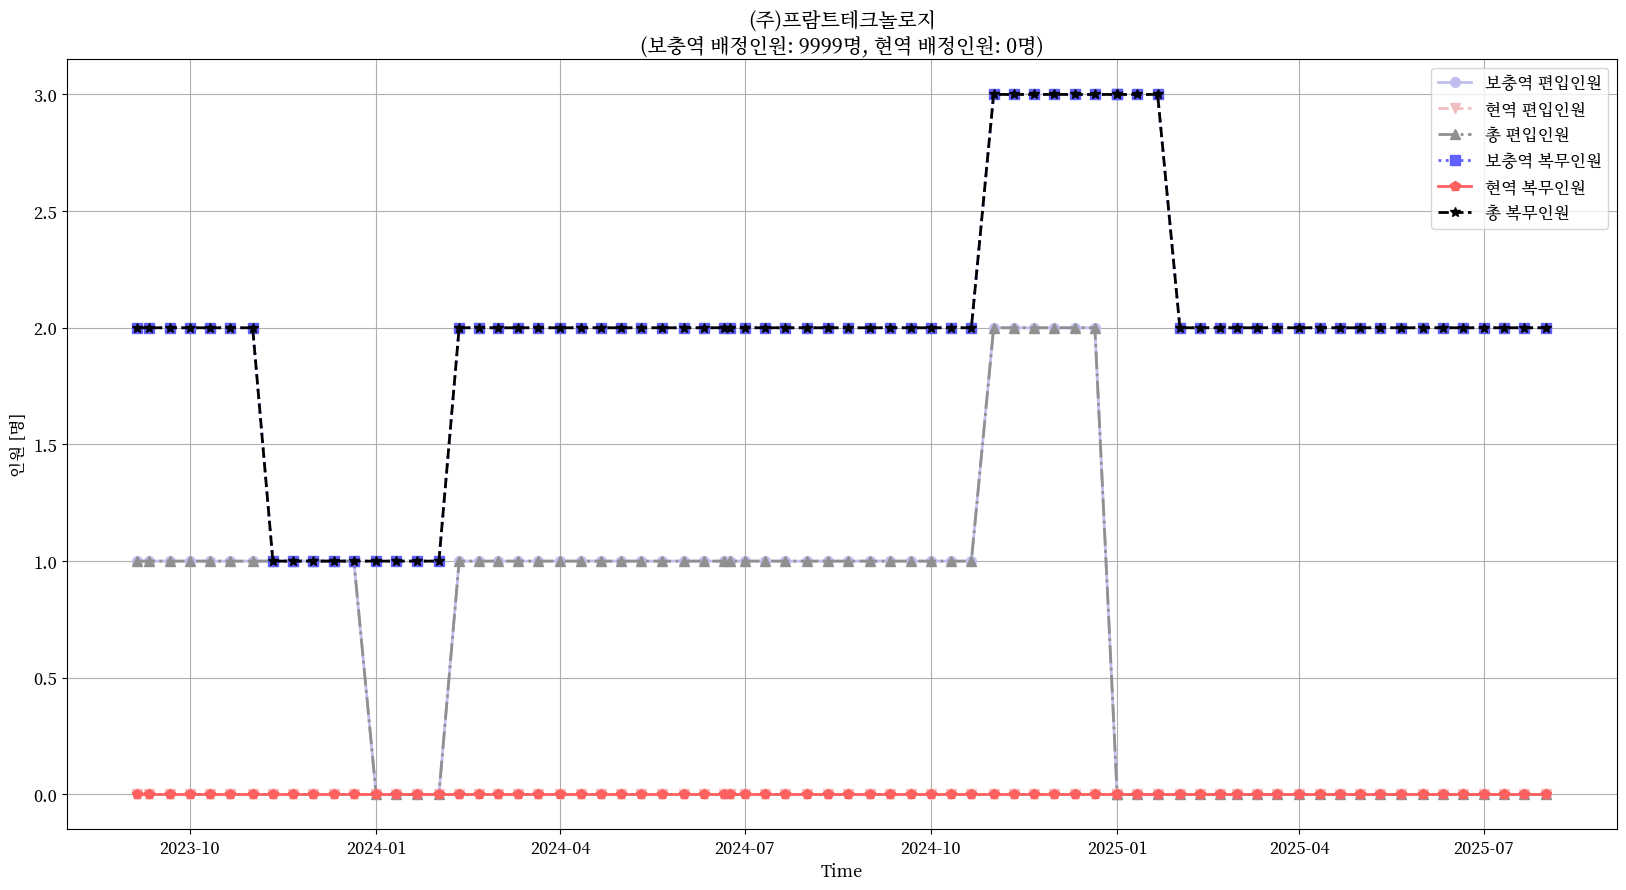 (주)프람트테크놀로지
(보충역 배정인원: 9999명, 현역 배정인원: 0명)
보충역 편입인원
현역 편입인원
총 편입인원
보충역 복무인원
현역 복무인원
총 복무인원
3.0
2.5
2.0
1.5
1.0
0.5
0.0
인원 [명]
2023-10
2024-01
2024-04
2024-07
2024-10
2025-01
2025-04
2025-07
Time